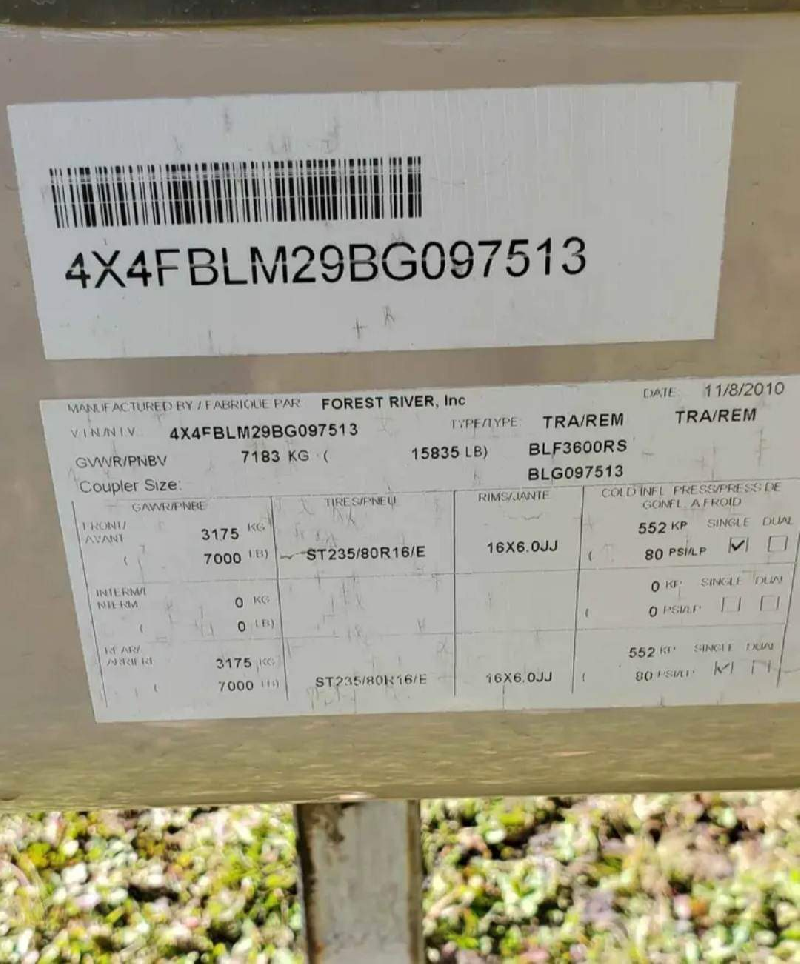 4X4FBLM29BG097513
MANUFACTURED BY / FABRIQUE PAR FOREST RIVER, Inc DATE 11/8/2010
V.I.N/N.I.V. 4X4FBLM29BG097513 TYPE/TYPE TRA/REM TRA/REM
GVWR/PNBV 7183 KG ( 15835 LB) BLF3600RS
Coupler Size: BLG097513
GAWR/PNBE TIRES/PNEU RIMS/JANTE COLD INFL PRESS/PRESS DE GONFL A FROID
FRONT/ AVANT 3175 KG 552 KP SINGLE DUAL
( 7000 LB) ST235/80R16/E 16X6.0JJ ( 80 PSI/LP
INTERM/ INTERM 0 KG 0 KP SINGLE DUAL
( 0 LB) ( 0 PSI/LP
REAR/ ARRIERE 3175 KG 552 KP SINGLE DUAL
( 7000 LB) ST235/80R16/E 16X6.0JJ ( 80 PSI/LP